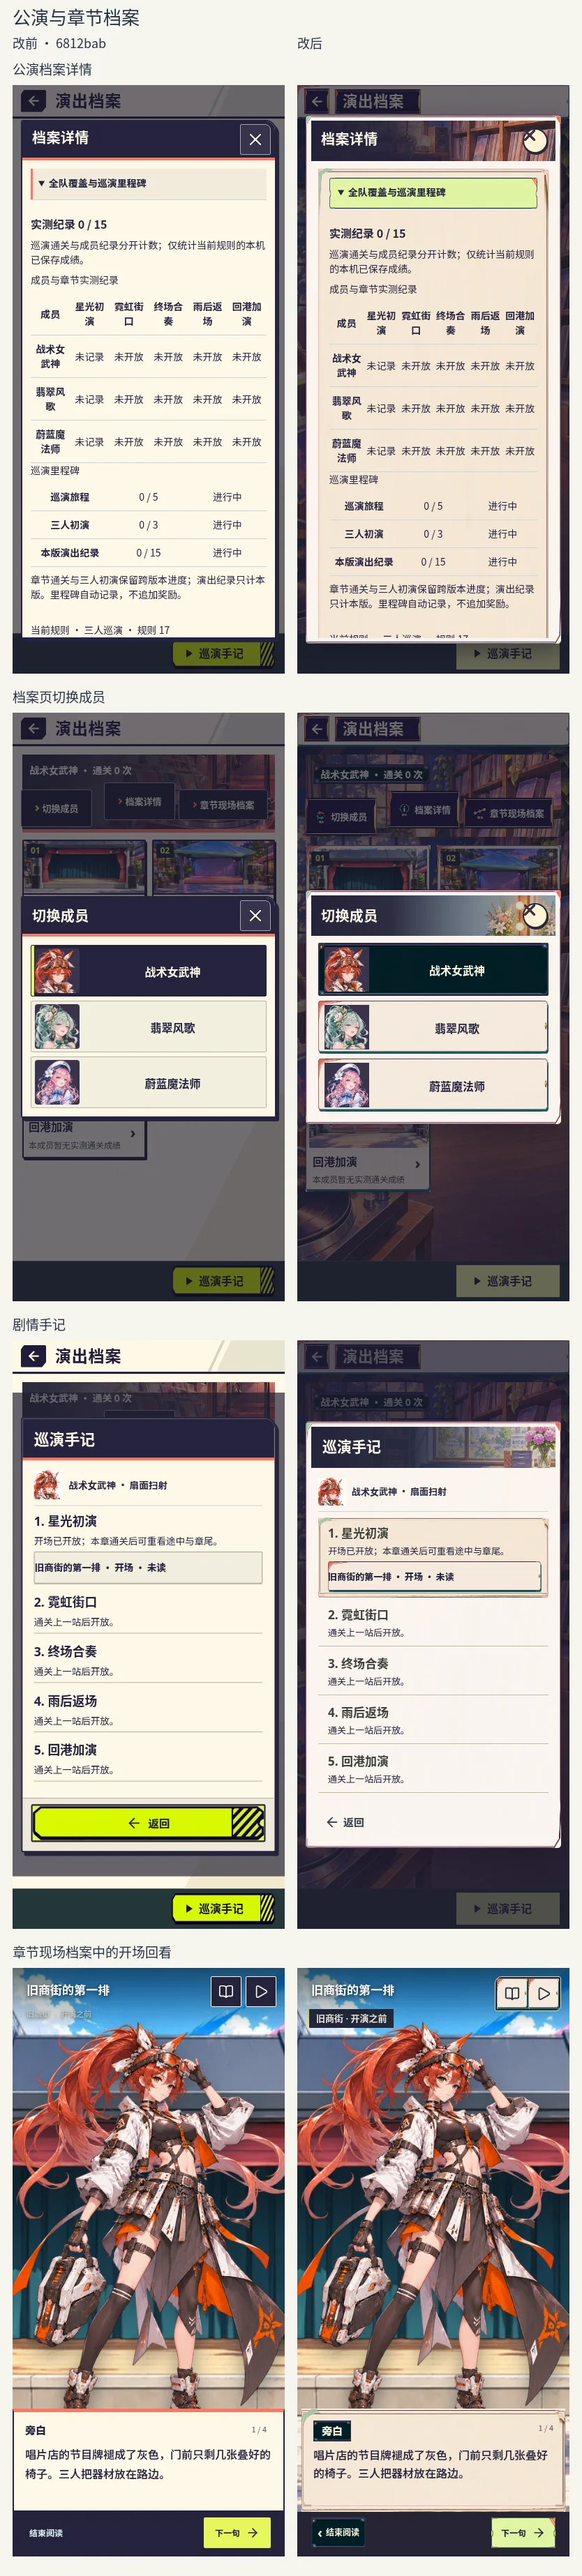 公演与章节档案
改前 · 6812bab
改后
公演档案详情
演出档案
档案详情
▼ 全队覆盖与巡演里程碑
实测纪录 0 / 15
巡演通关与成员纪录分开计数；仅统计当前规则的本机
已保存成绩。
成员与章节实测纪录
成员 星光初演 霓虹街口 终场合奏 雨后返场 回港加演
战术女武神 未记录 未开放 未开放 未开放 未开放
翡翠风歌 未记录 未开放 未开放 未开放 未开放
蔚蓝魔法师 未记录 未开放 未开放 未开放 未开放
巡演里程碑
巡演旅程 0 / 5 进行中
三人初演 0 / 3 进行中
本版演出纪录 0 / 15 进行中
章节通关与三人初演保留跨版本进度；演出纪录只计本
版。里程碑自动记录，不追加奖励。
当前规则 · 三人巡演 · 规则 17
巡演手记
演出档案
档案详情
▼ 全队覆盖与巡演里程碑
实测纪录 0 / 15
巡演通关与成员纪录分开计数；仅统计当前规则
的本机已保存成绩。
成员与章节实测纪录
成员 星光初演 霓虹街口 终场合奏 雨后返场 回港加演
战术女武神 未记录 未开放 未开放 未开放 未开放
翡翠风歌 未记录 未开放 未开放 未开放 未开放
蔚蓝魔法师 未记录 未开放 未开放 未开放 未开放
巡演里程碑
巡演旅程 0 / 5 进行中
三人初演 0 / 3 进行中
本版演出纪录 0 / 15 进行中
章节通关与三人初演保留跨版本进度；演出纪录
只计本版。里程碑自动记录，不追加奖励。
当前规则 · 三人巡演 · 规则 17
巡演手记
档案页切换成员
演出档案
战术女武神 · 通关 0 次
切换成员
档案详情
章节现场档案
01
02
切换成员
战术女武神
翡翠风歌
蔚蓝魔法师
回港加演
本成员暂无实测通关成绩
巡演手记
演出档案
战术女武神 · 通关 0 次
切换成员
档案详情
章节现场档案
01
02
切换成员
战术女武神
翡翠风歌
蔚蓝魔法师
回港加演
本成员暂无实测通关成绩
巡演手记
剧情手记
演出档案
战术女武神 · 通关 0 次
巡演手记
战术女武神 · 扇面扫射
1. 星光初演
开场已开放；本章通关后可重看途中与章尾。
旧商街的第一排 · 开场 · 未读
2. 霓虹街口
通关上一站后开放。
3. 终场合奏
通关上一站后开放。
4. 雨后返场
通关上一站后开放。
5. 回港加演
通关上一站后开放。
返回
巡演手记
演出档案
战术女武神 · 通关 0 次
巡演手记
战术女武神 · 扇面扫射
1. 星光初演
开场已开放；本章通关后可重看途中与章尾。
旧商街的第一排 · 开场 · 未读
2. 霓虹街口
通关上一站后开放。
3. 终场合奏
通关上一站后开放。
4. 雨后返场
通关上一站后开放。
5. 回港加演
通关上一站后开放。
返回
巡演手记
章节现场档案中的开场回看
旧商街的第一排
旧商街 · 开演之前
旁白
1 / 4
唱片店的节目牌褪成了灰色，门前只剩几张叠好的
椅子。三人把器材放在路边。
结束阅读
下一句
旧商街的第一排
旧商街 · 开演之前
旁白
1 / 4
唱片店的节目牌褪成了灰色，门前只剩几张叠好
的椅子。三人把器材放在路边。
结束阅读
下一句